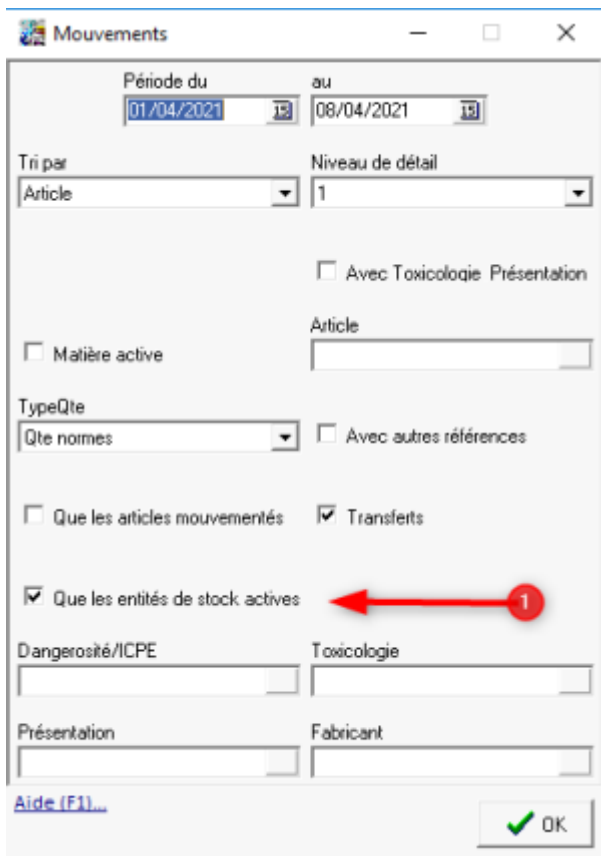 Mouvements
Période du au
01/04/2021 15 08/04/2021 15
Tri par Niveau de détail
Article 1
Avec Toxicologie Présentation
Article
Matière active
TypeQte
Qte normes Avec autres références
Que les articles mouvementés Transferts
Que les entités de stock actives 1
Dangerosité/ICPE Toxicologie
Présentation Fabricant
Aide (F1)...
OK